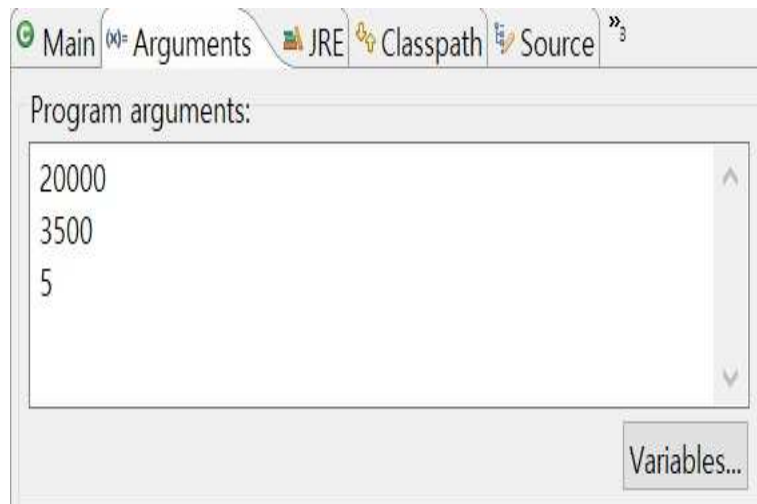 Main (x)= Arguments JRE Classpath Source »3
Program arguments:
20000
3500
5
Variables...